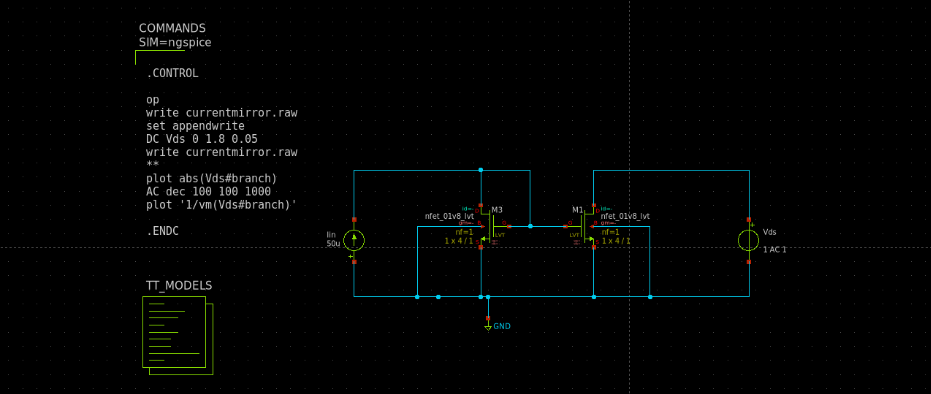 COMMANDS
SIM=ngspice
.CONTROL
op
write currentmirror.raw
set appendwrite
DC Vds 0 1.8 0.05
write currentmirror.raw
**
plot abs(Vds#branch)
AC dec 100 100 1000
plot '1/vm(Vds#branch)'
.ENDC
TT_MODELS
Iin
50u
M3
nfet_01v8_lvt
nf=1
1 x 4 / 1
LVT
M1
nfet_01v8_lvt
nf=1
1 x 4 / 1
LVT
Vds
1 AC 1
GND